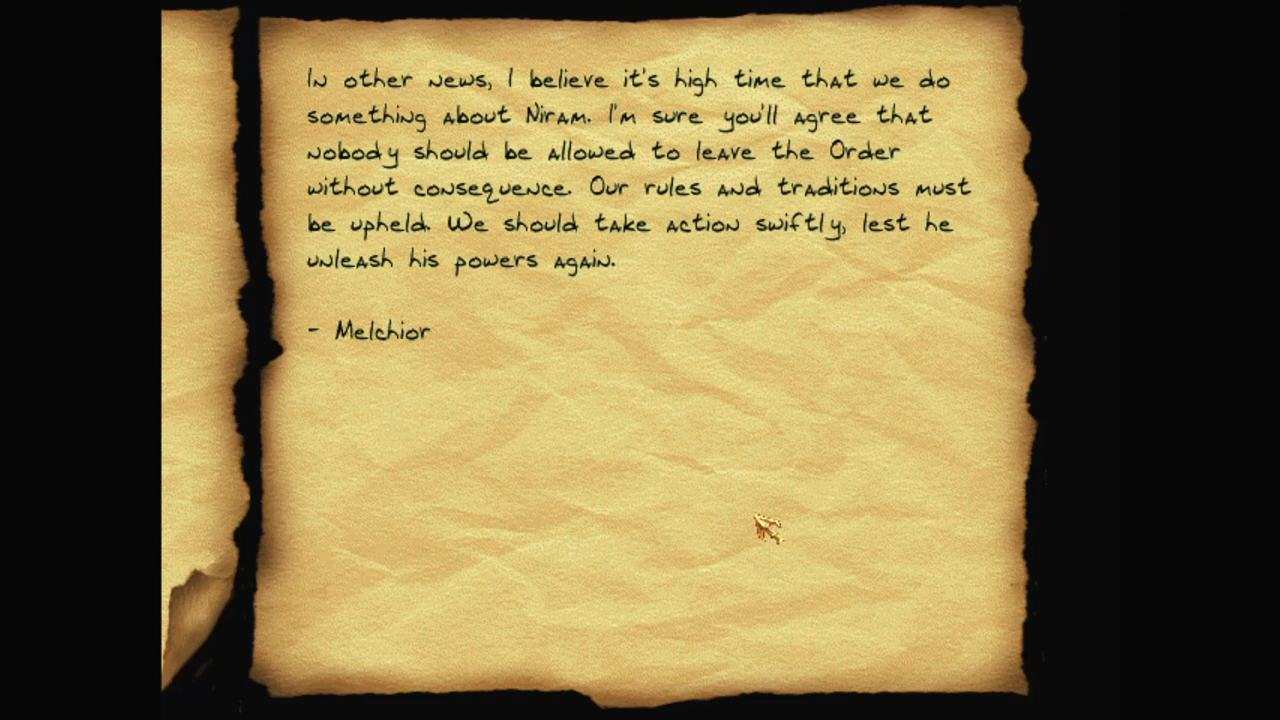 In other news, I believe it's high time that we do
something about Niram. I'm sure you'll agree that
nobody should be allowed to leave the Order
without consequence. Our rules and traditions must
be upheld. We should take action swiftly, lest he
unleash his powers again.
- Melchior